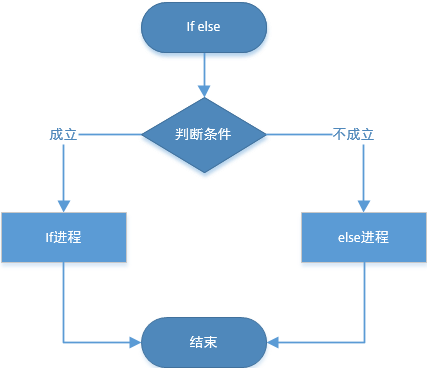 If else
判断条件
成立
不成立
If进程
else进程
结束